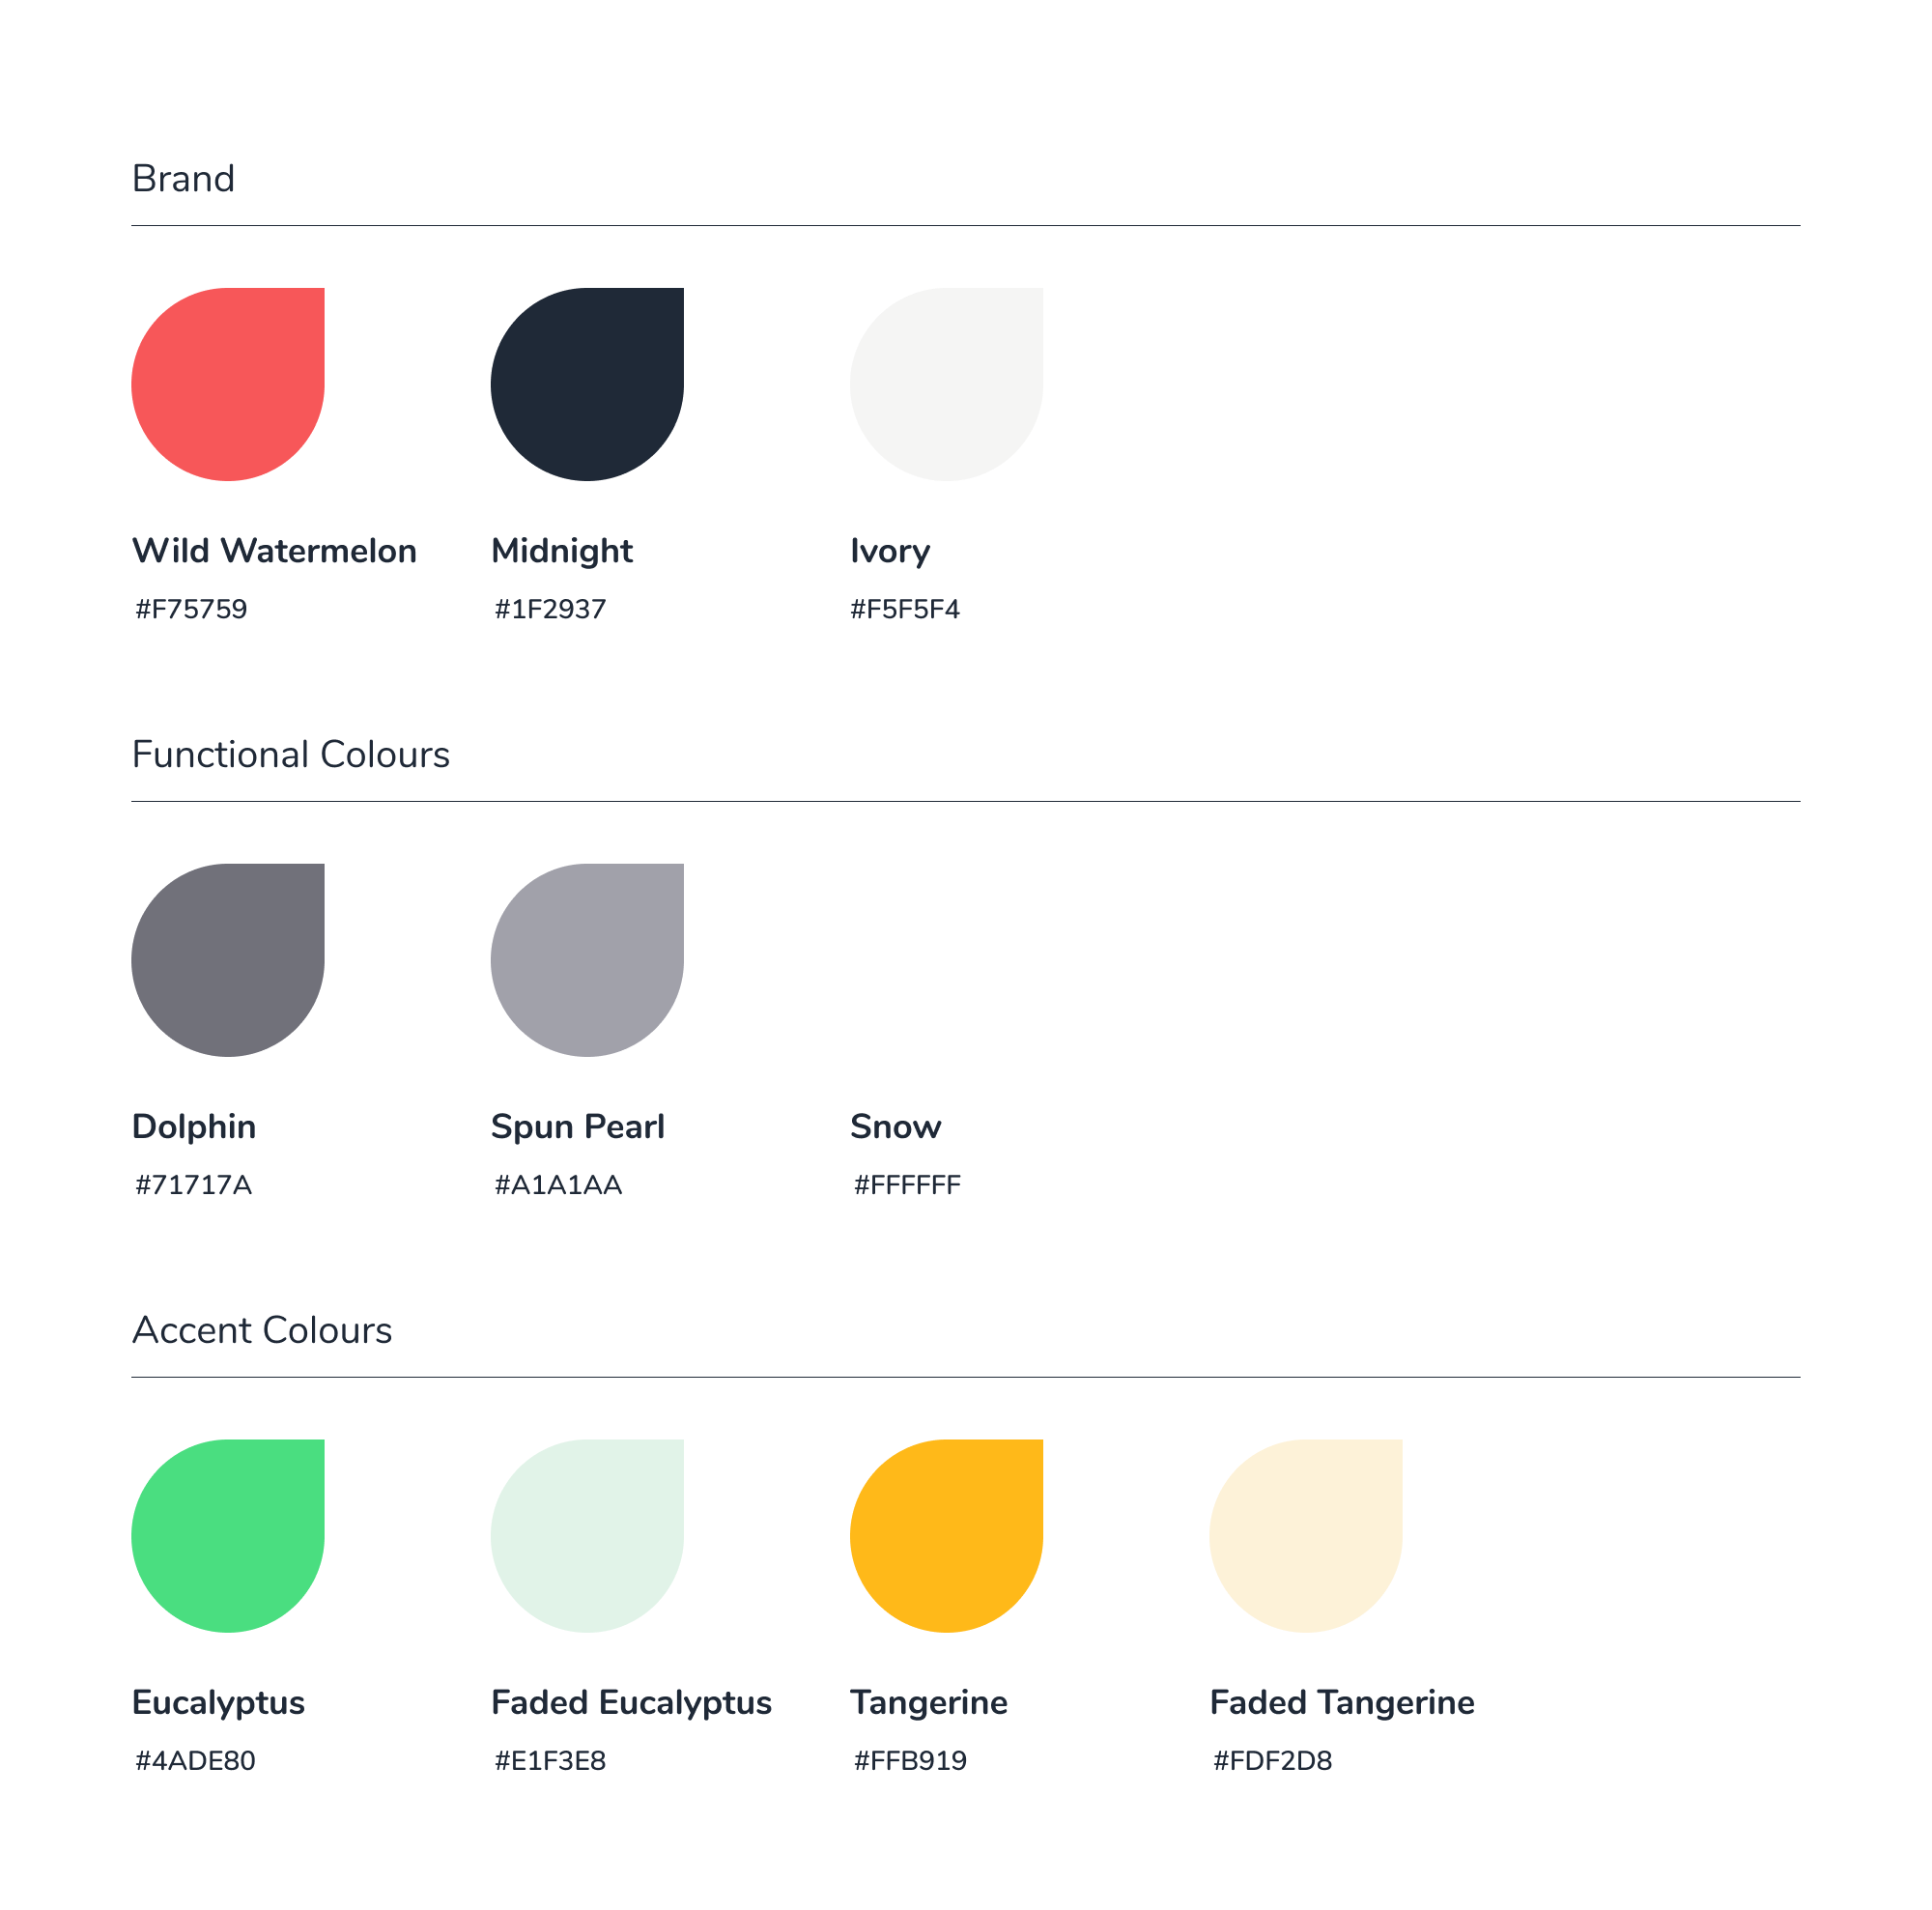 Brand
Wild Watermelon Midnight Ivory
#F75759 #1F2937 #F5F5F4
Functional Colours
Dolphin Spun Pearl Snow
#71717A #A1A1AA #FFFFFF
Accent Colours
Eucalyptus Faded Eucalyptus Tangerine Faded Tangerine
#4ADE80 #E1F3E8 #FFB919 #FDF2D8